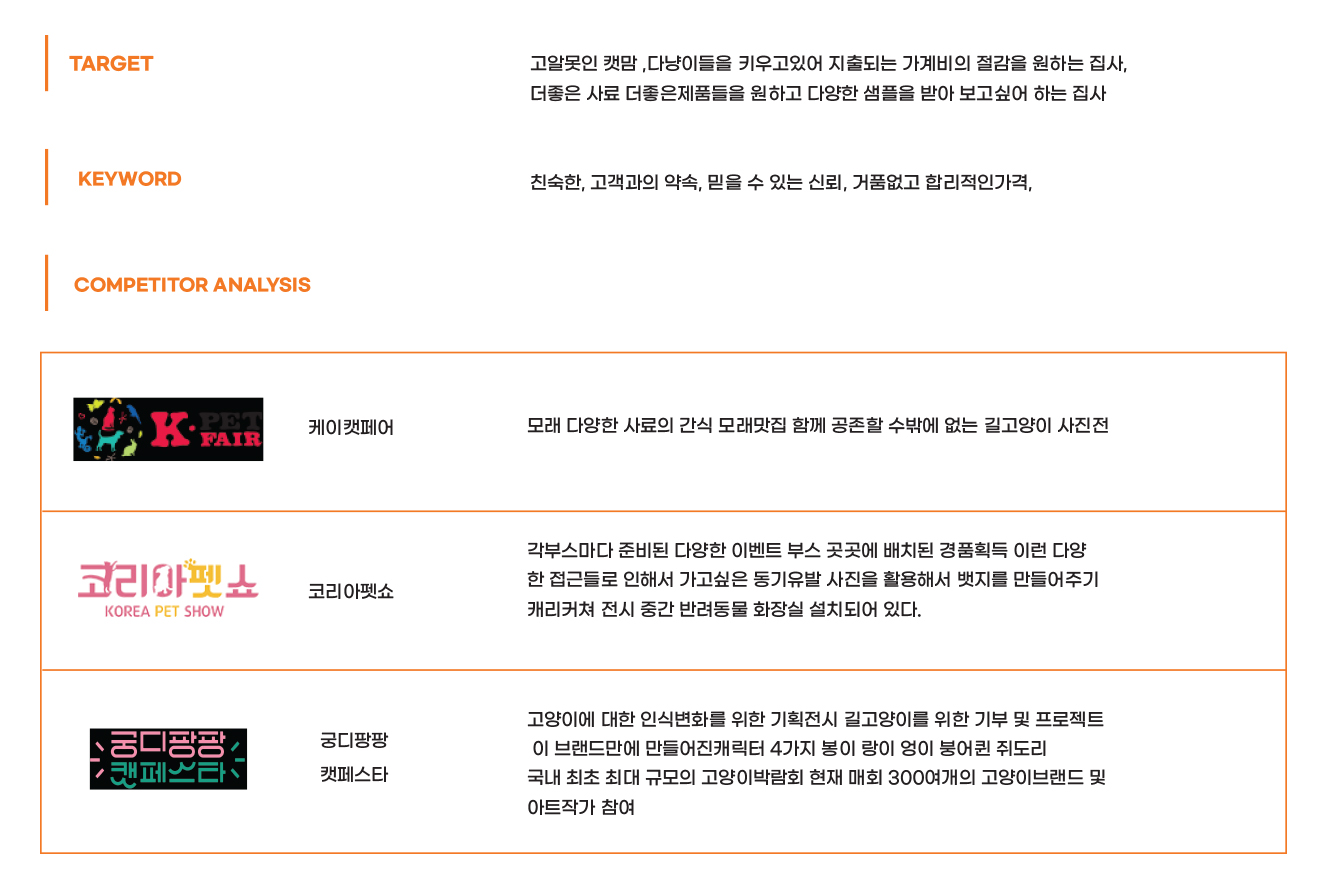 TARGET
고알못인 캣맘 ,다냥이들을 키우고있어 지출되는 가계비의 절감을 원하는 집사,
더좋은 사료 더좋은제품들을 원하고 다양한 샘플을 받아 보고싶어 하는 집사
KEYWORD
친숙한, 고객과의 약속, 믿을 수 있는 신뢰, 거품없고 합리적인가격,
COMPETITOR ANALYSIS
K·PET
FAIR
케이캣페어
모래 다양한 사료의 간식 모래맛집 함께 공존할 수밖에 없는 길고양이 사진전
코리아펫쇼
KOREA PET SHOW
코리아펫쇼
각부스마다 준비된 다양한 이벤트 부스 곳곳에 배치된 경품획득 이런 다양
한 접근들로 인해서 가고싶은 동기유발 사진을 활용해서 뱃지를 만들어주기
캐리커쳐 전시 중간 반려동물 화장실 설치되어 있다.
궁디팡팡
캣페스타
궁디팡팡
캣페스타
고양이에 대한 인식변화를 위한 기획전시 길고양이를 위한 기부 및 프로젝트
이 브랜드만에 만들어진캐릭터 4가지 봉이 랑이 엉이 붕어퀸 쥐도리
국내 최초 최대 규모의 고양이박람회 현재 매회 300여개의 고양이브랜드 및
아트작가 참여